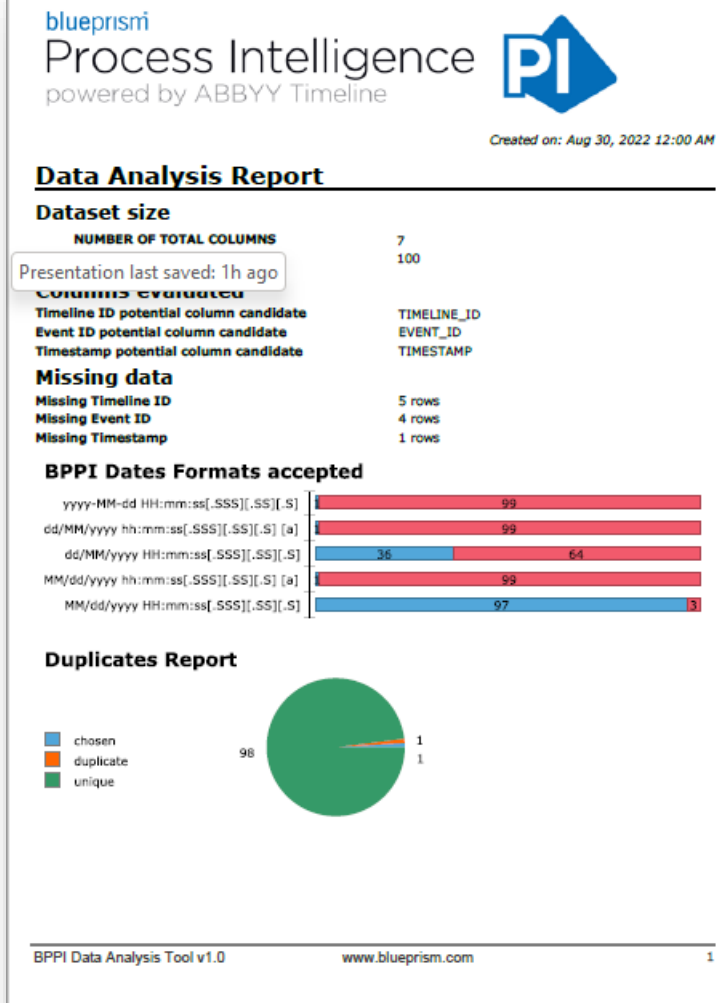 blueprism
Process Intelligence
powered by ABBYY Timeline
PI
Created on: Aug 30, 2022 12:00 AM
Data Analysis Report
Dataset size
NUMBER OF TOTAL COLUMNS 7
100
Presentation last saved: 1h ago
Columns evaluated
Timeline ID potential column candidate TIMELINE_ID
Event ID potential column candidate EVENT_ID
Timestamp potential column candidate TIMESTAMP
Missing data
Missing Timeline ID 5 rows
Missing Event ID 4 rows
Missing Timestamp 1 rows
BPPI Dates Formats accepted
yyyy-MM-dd HH:mm:ss[.SSS][.SS][.S] 1 99
dd/MM/yyyy hh:mm:ss[.SSS][.SS][.S] [a] 1 99
dd/MM/yyyy HH:mm:ss[.SSS][.SS][.S] 36 64
MM/dd/yyyy hh:mm:ss[.SSS][.SS][.S] [a] 1 99
MM/dd/yyyy HH:mm:ss[.SSS][.SS][.S] 97 3
Duplicates Report
chosen
duplicate
unique
98
1
1
BPPI Data Analysis Tool v1.0 www.blueprism.com 1